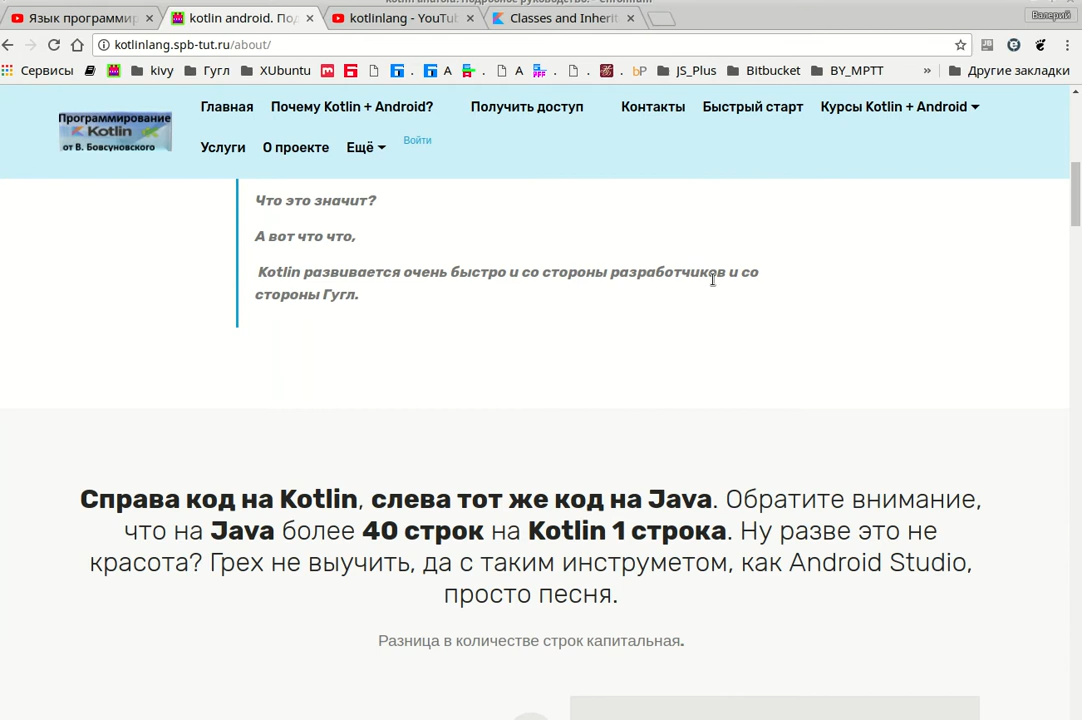 kotlin android. Подробное руководство. - Chromium
Язык программир
kotlin android. По
kotlinlang - YouTu
Classes and Inherit
Валерий
kotlinlang.spb-tut.ru/about/
Сервисы
kivy
Гугл
XUbuntu
A
A
bP
JS_Plus
Bitbucket
BY_MPTT
»
Другие закладки
Программирование
Kotlin
от В. Бовсуновского
Главная
Почему Kotlin + Android?
Получить доступ
Контакты
Быстрый старт
Курсы Kotlin + Android
Услуги
О проекте
Ещё
Войти
Что это значит?
А вот что что,
Kotlin развивается очень быстро и со стороны разработчиков и со
стороны Гугл.
Справа код на Kotlin, слева тот же код на Java. Обратите внимание,
что на Java более 40 строк на Kotlin 1 строка. Ну разве это не
красота? Грех не выучить, да с таким инструметом, как Android Studio,
просто песня.
Разница в количестве строк капитальная.